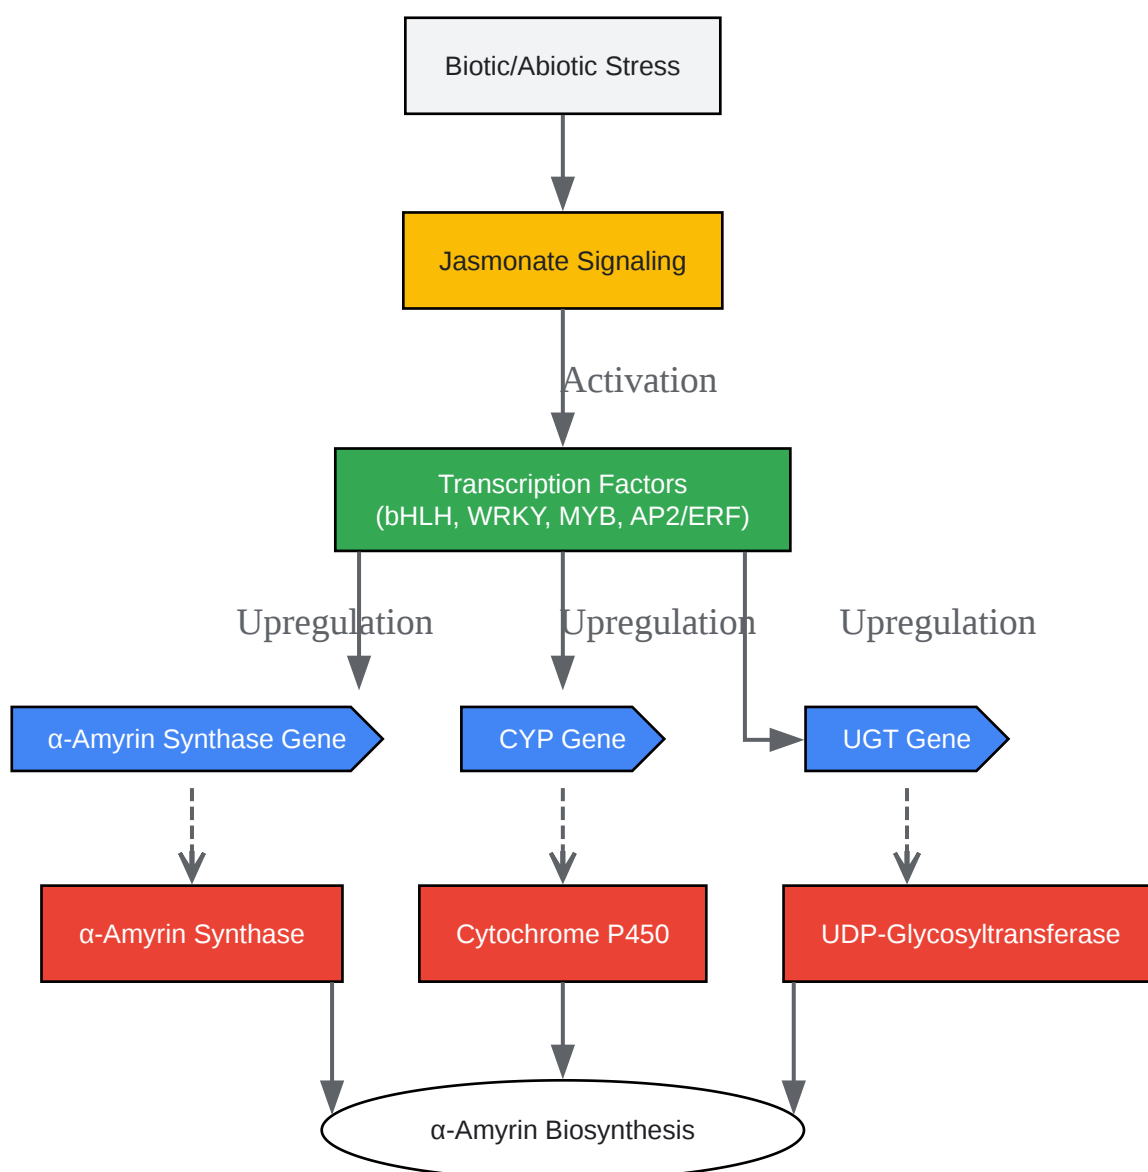 Biotic/Abiotic Stress
Jasmonate Signaling
Activation
Transcription Factors
(bHLH, WRKY, MYB, AP2/ERF)
Upregulation
Upregulation
Upregulation
α-Amyrin Synthase Gene
CYP Gene
UGT Gene
α-Amyrin Synthase
Cytochrome P450
UDP-Glycosyltransferase
α-Amyrin Biosynthesis